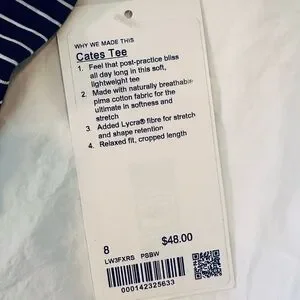 WHY WE MADE THIS
Cates Tee
1. Feel that post-practice bliss
all day long in this soft,
lightweight tee
2. Made with naturally breathable
pima cotton fabric for the
ultimate in softness and
stretch
3. Added Lycra® fibre for stretch
and shape retention
4. Relaxed fit, cropped length
8 $48.00
LW3FXRS PSBW
000142325633